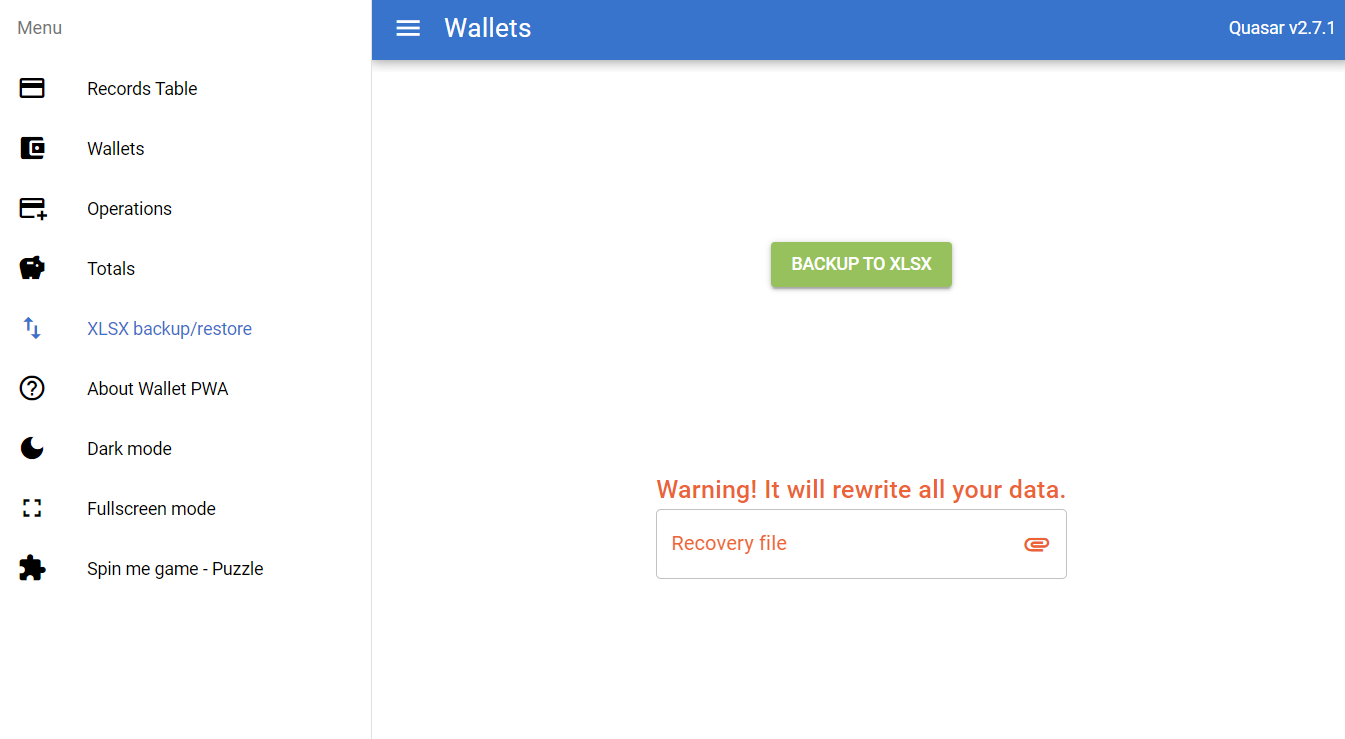 Menu
Records Table
Wallets
Operations
Totals
XLSX backup/restore
About Wallet PWA
Dark mode
Fullscreen mode
Spin me game - Puzzle
Wallets
Quasar v2.7.1
BACKUP TO XLSX
Warning! It will rewrite all your data.
Recovery file